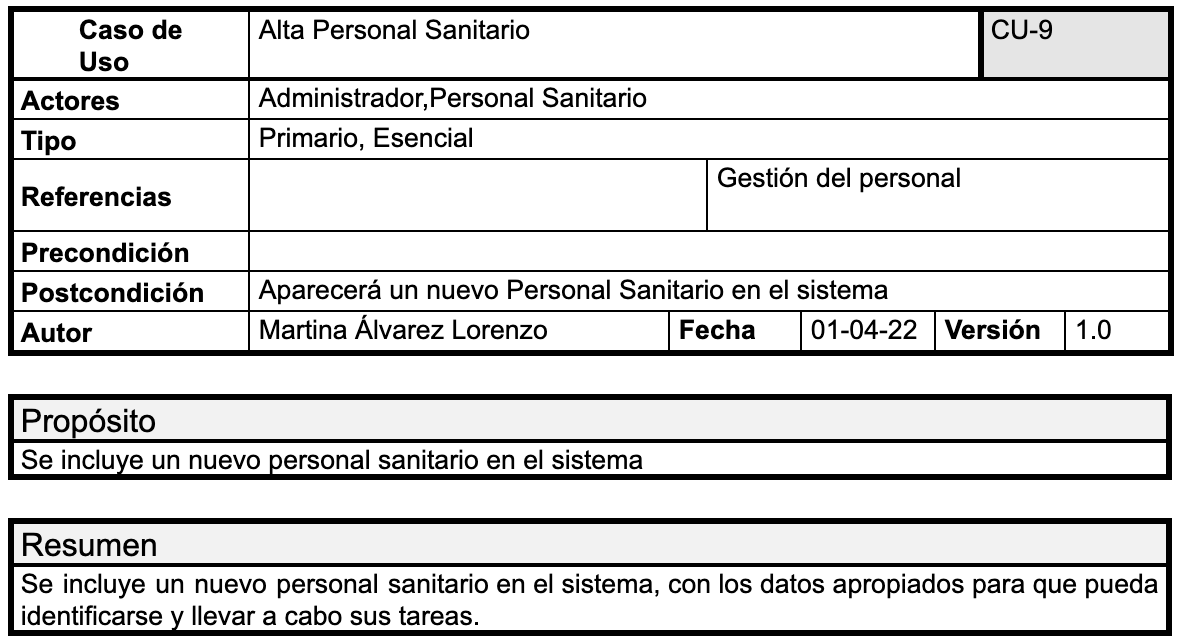 Caso de Uso Alta Personal Sanitario CU-9
Actores Administrador,Personal Sanitario
Tipo Primario, Esencial
Referencias Gestión del personal
Precondición
Postcondición Aparecerá un nuevo Personal Sanitario en el sistema
Autor Martina Álvarez Lorenzo Fecha 01-04-22 Versión 1.0
Propósito
Se incluye un nuevo personal sanitario en el sistema
Resumen
Se incluye un nuevo personal sanitario en el sistema, con los datos apropiados para que pueda
identificarse y llevar a cabo sus tareas.